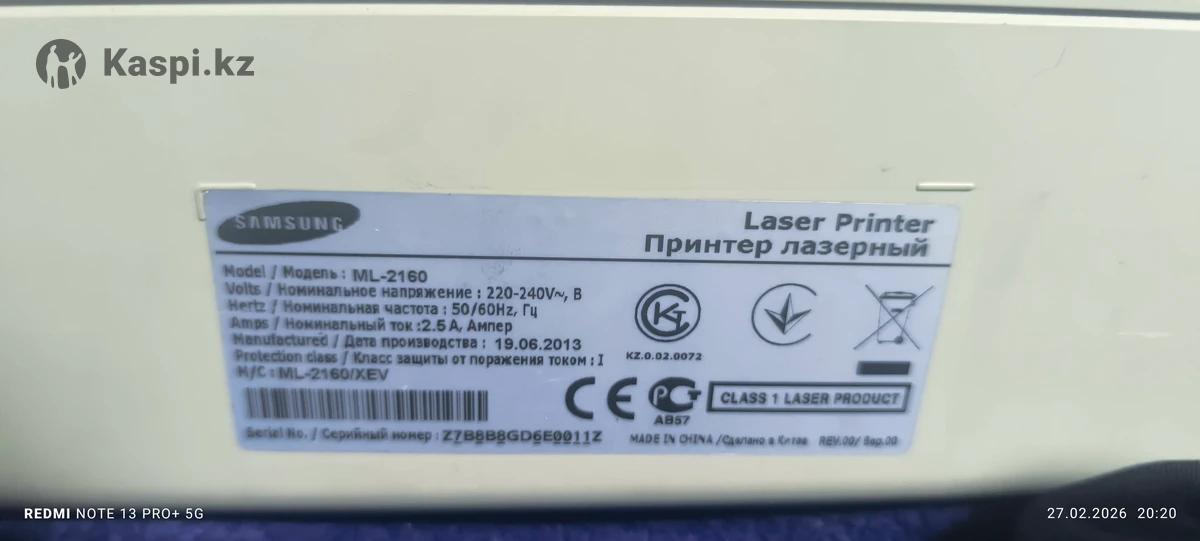 Kaspi.kz
SAMSUNG
Laser Printer
Принтер лазерный
Model / Модель : ML-2160
Volts / Номинальное напряжение : 220-240V~, В
Hertz / Номинальная частота : 50/60Hz, Гц
Amps / Номинальный ток :2.5 A, Ампер
Manufactured / Дата производства : 19.06.2013
Protection class / Класс защиты от поражения током : I
M/C : ML-2160/XEV
Serial No. / Серийный номер : Z7B8B8GD6E0011Z
KZ.0.02.0072
CE
АВ57
CLASS 1 LASER PRODUCT
MADE IN CHINA /Сделано в Китае REV.00/ Sep.00
REDMI NOTE 13 PRO+ 5G
27.02.2026 20:20